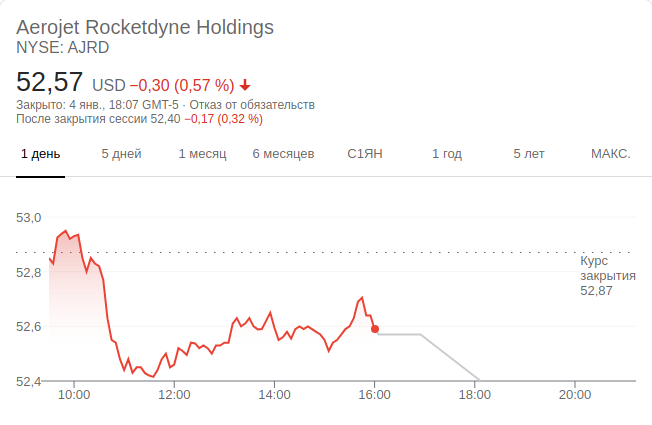 Aerojet Rocketdyne Holdings
NYSE: AJRD
52,57 USD −0,30 (0,57 %)
Закрыто: 4 янв., 18:07 GMT-5 · Отказ от обязательств
После закрытия сессии 52,40 −0,17 (0,32 %)
1 день 5 дней 1 месяц 6 месяцев С1ЯН 1 год 5 лет МАКС.
53,0
52,8
52,6
52,4
Курс
закрытия
52,87
10:00 12:00 14:00 16:00 18:00 20:00